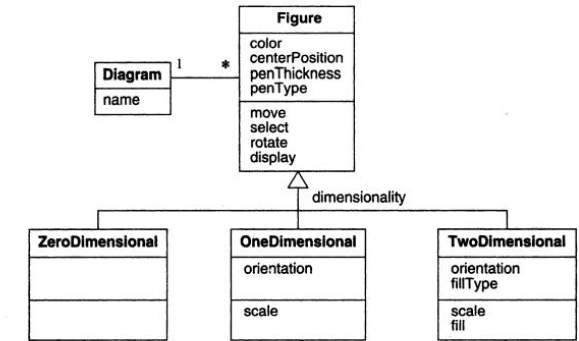 Figure
color
centerPosition
penThickness
penType
move
select
rotate
display
1
*
Diagram
name
dimensionality
ZeroDimensional
OneDimensional
orientation
scale
TwoDimensional
orientation
fillType
scale
fill